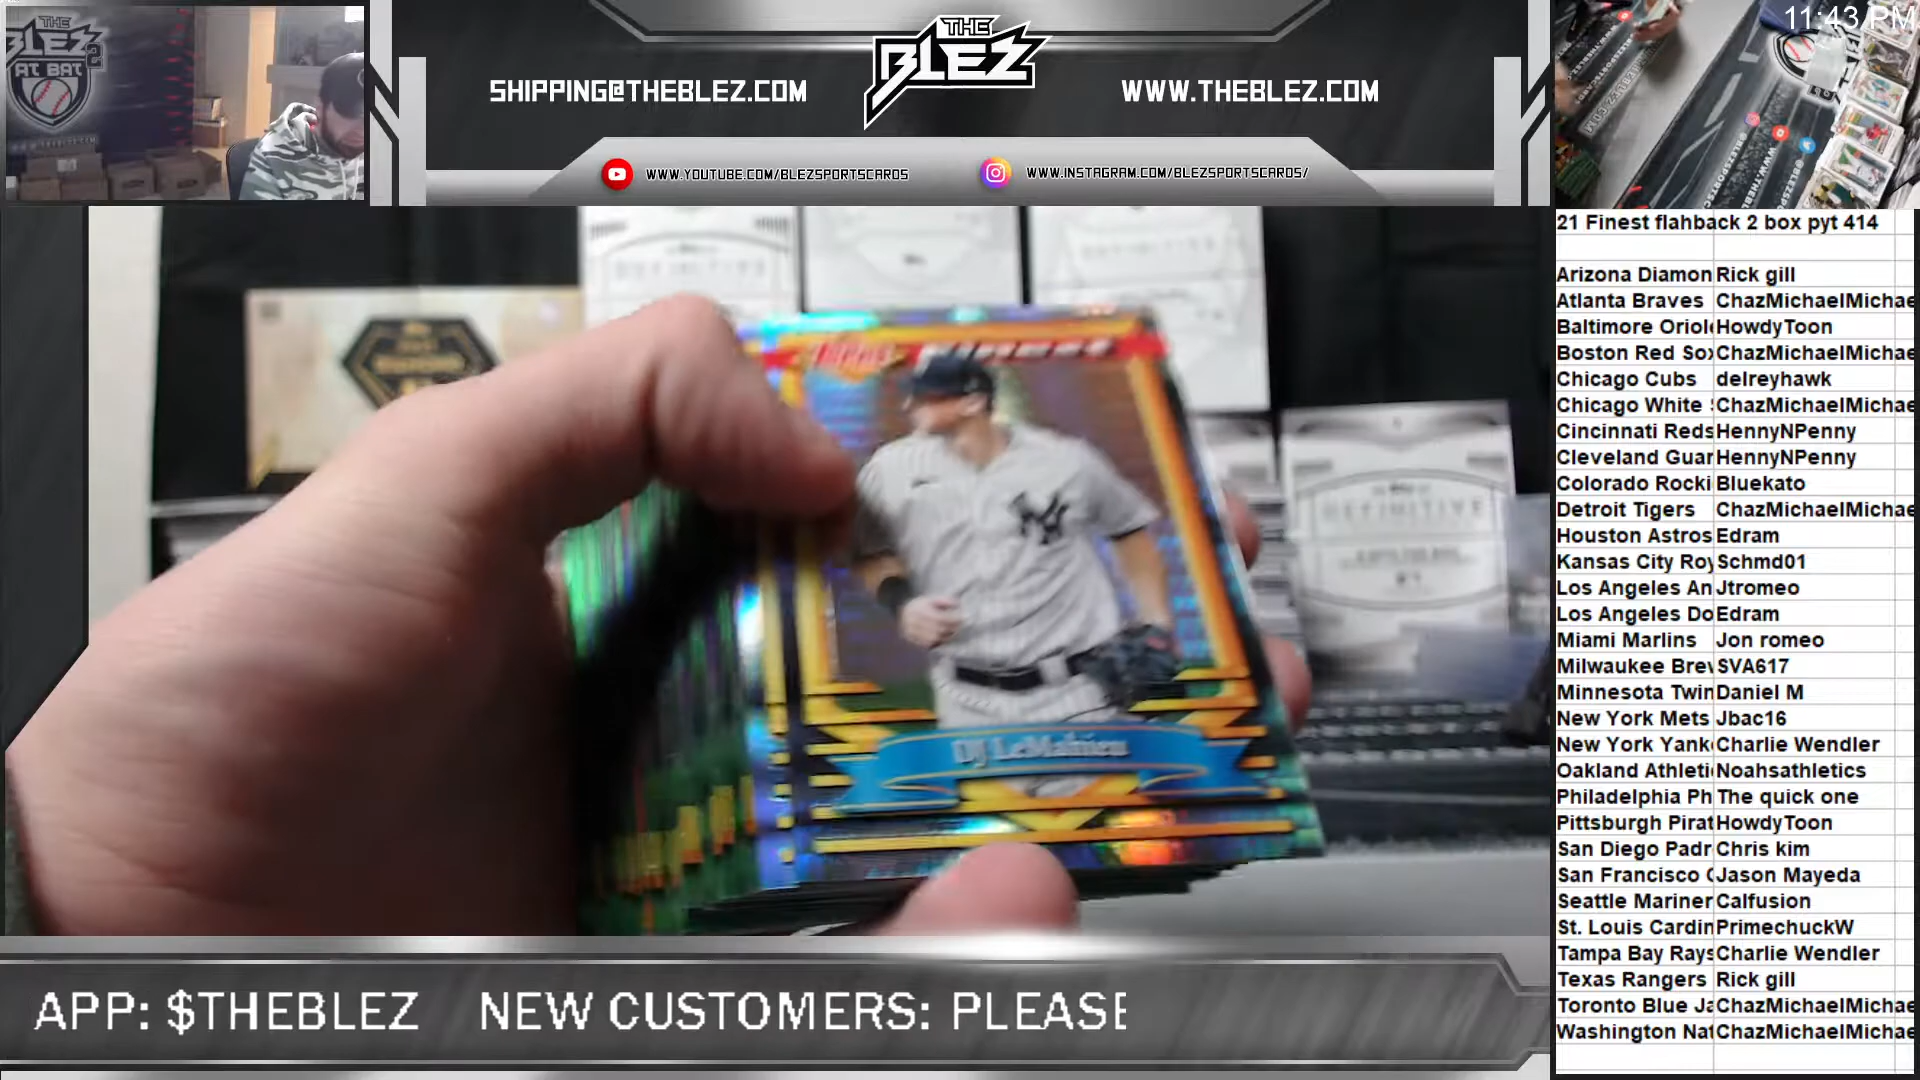 THE
BLEZ
AT BAT
SHIPPING@THEBLEZ.COM
THE
BLEZ
WWW.THEBLEZ.COM
WWW.YOUTUBE.COM/BLEZSPORTSCARDS
WWW.INSTAGRAM.COM/BLEZSPORTSCARDS/
11:43 PM
21 Finest flahback 2 box pyt 414
Arizona Diamon Rick gill
Atlanta Braves ChazMichaelMichae
Baltimore Oriol HowdyToon
Boston Red So ChazMichaelMichae
Chicago Cubs delreyhawk
Chicago White ChazMichaelMichae
Cincinnati Reds HennyNPenny
Cleveland Guar HennyNPenny
Colorado Rocki Bluekato
Detroit Tigers ChazMichaelMichae
Houston Astros Edram
Kansas City Roy Schmd01
Los Angeles An Jtromeo
Los Angeles Do Edram
Miami Marlins Jon romeo
Milwaukee Brew SVA617
Minnesota Twin Daniel M
New York Mets Jbac16
New York Yank Charlie Wendler
Oakland Athleti Noahsathletics
Philadelphia Ph The quick one
Pittsburgh Pirat HowdyToon
San Diego Padr Chris kim
San Francisco Jason Mayeda
Seattle Mariner Calfusion
St. Louis Cardin PrimechuckW
Tampa Bay Rays Charlie Wendler
Texas Rangers Rick gill
Toronto Blue Ja ChazMichaelMichae
Washington Nat ChazMichaelMichae
DEFINITIVE
Topps Finest
NY
DJ LeMahieu
APP: $THEBLEZ NEW CUSTOMERS: PLEASE